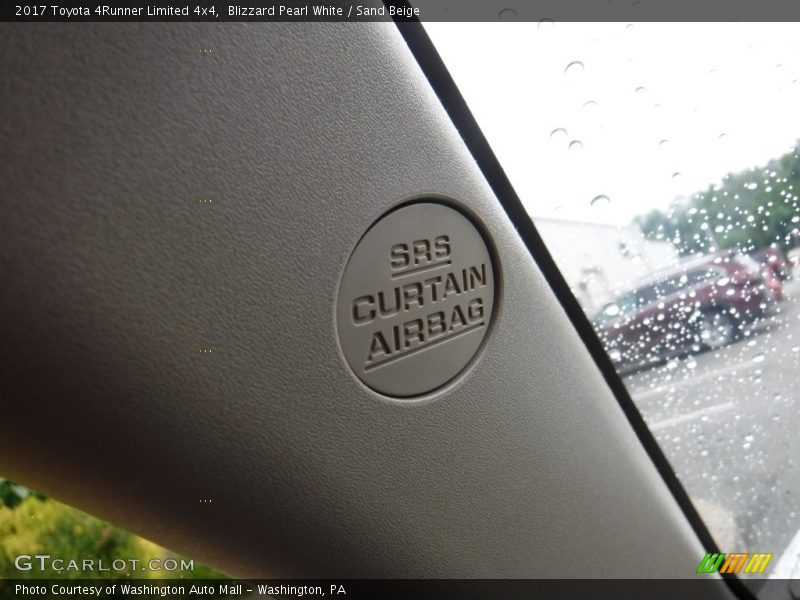 2017 Toyota 4Runner Limited 4x4,  Blizzard Pearl White / Sand Beige
SRS
CURTAIN
AIRBAG
GTCARLOT.COM
Photo Courtesy of Washington Auto Mall - Washington, PA